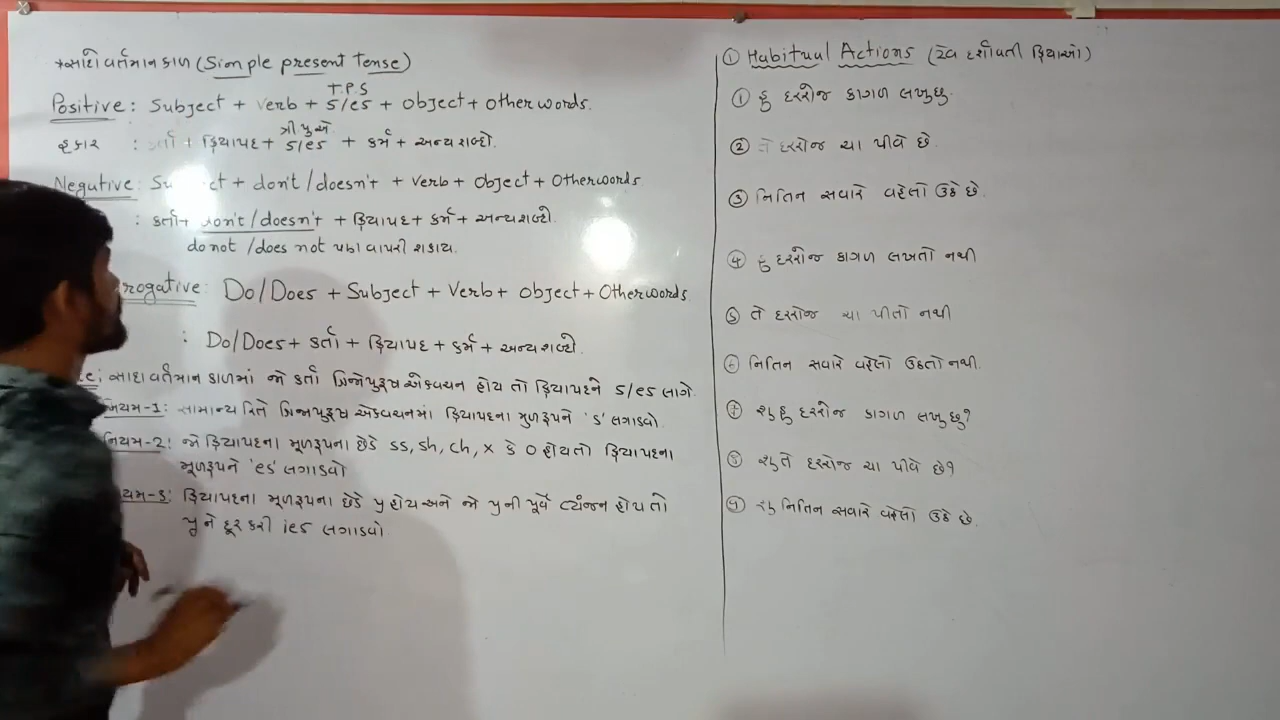 *સાદો વર્તમાન કાળ (Simple present Tense)
T.P.S
Positive: Subject + verb + s/es + object + Other words.
ત્રી પુ એ
હકાર : + ક્રિયાપદ + s/es + કર્મ + અન્ય શબ્દો.
Negutive: + don't/doesn't + verb + Object + Otherwords
: કર્તા + don't/doesn't + ક્રિયાપદ + કર્મ + અન્ય શબ્દો.
do not /does not પણ વાપરી શકાય.
rogative: Do/Does + Subject + Verb + object + Otherwords
: Do/Does + કર્તા + ક્રિયાપદ + કર્મ + અન્ય શબ્દો.
સાદા વર્તમાન કાળમાં જો કર્તા ત્રિજોપુરુષ એકવચન હોય તો ક્રિયાપદને s/es લાગે.
નિયમ-1: સામાન્ય રિતે ત્રિજોપુરુષ એકવચનમાં ક્રિયાપદના મુળરૂપને 's' લગાડવો.
નિયમ-2: જો ક્રિયાપદના મૂળરૂપના છેડે ss, sh, ch, x કે o હોય તો ક્રિયાપદના
મૂળરૂપને 'es' લગાડવો
યમ-3: ક્રિયાપદના મૂળરૂપના છેડે y હોય અને જો y ની પૂર્વે વ્યંજન હોય તો
y ને દૂર કરી ies લગાડવો
① Habitual Actions (ટેવ દર્શાવતી ક્રિયાઓ)
① હું દરરોજ કાગળ લખુછુ.
② તે દરરોજ ચા પીવે છે.
③ નિતિન સવારે વહેલો ઉઠે છે.
④ હું દરરોજ કાગળ લખતો નથી
⑤ તે દરરોજ ચા પીતો નથી
⑥ નિતિન સવારે વહેલો ઉઠતો નથી.
⑦ શુ હુ દરરોજ કાગળ લખુ છુ?
⑧ શુ તે દરરોજ ચા પીવે છે?
⑨ શુ નિતિન સવારે વહેલો ઉઠે છે.